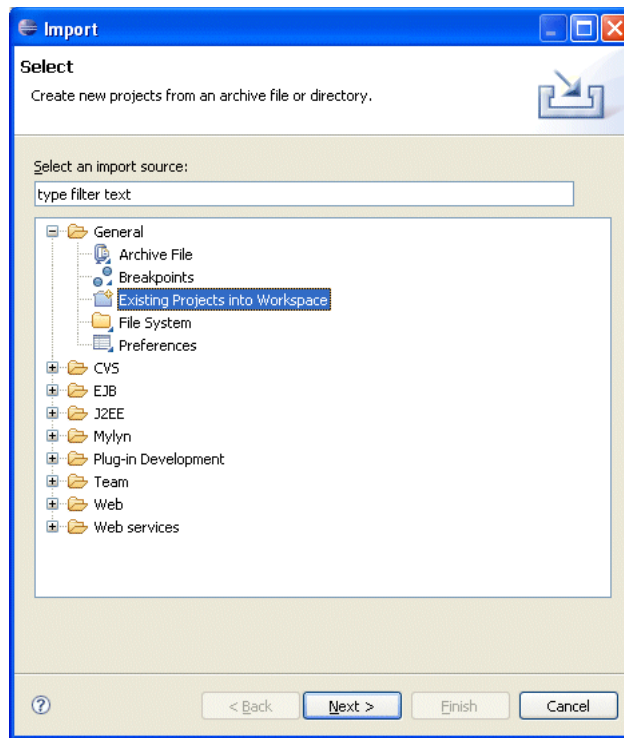 Import
Select
Create new projects from an archive file or directory.
Select an import source:
type filter text
General
Archive File
Breakpoints
Existing Projects into Workspace
File System
Preferences
CVS
EJB
J2EE
Mylyn
Plug-in Development
Team
Web
Web services
? < Back Next > Finish Cancel